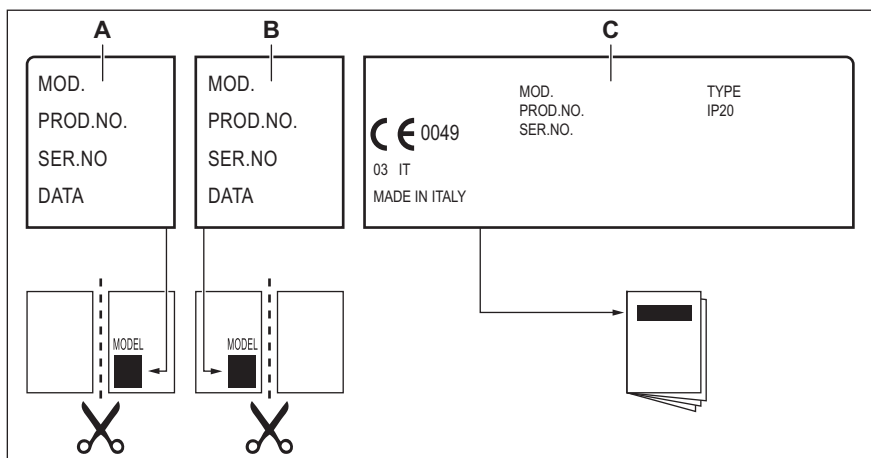 A
B
C
MOD.
PROD.NO.
SER.NO
DATA
MOD.
PROD.NO.
SER.NO
DATA
MOD.
PROD.NO.
SER.NO.
TYPE
IP20
CE 0049
03 IT
MADE IN ITALY
MODEL
MODEL